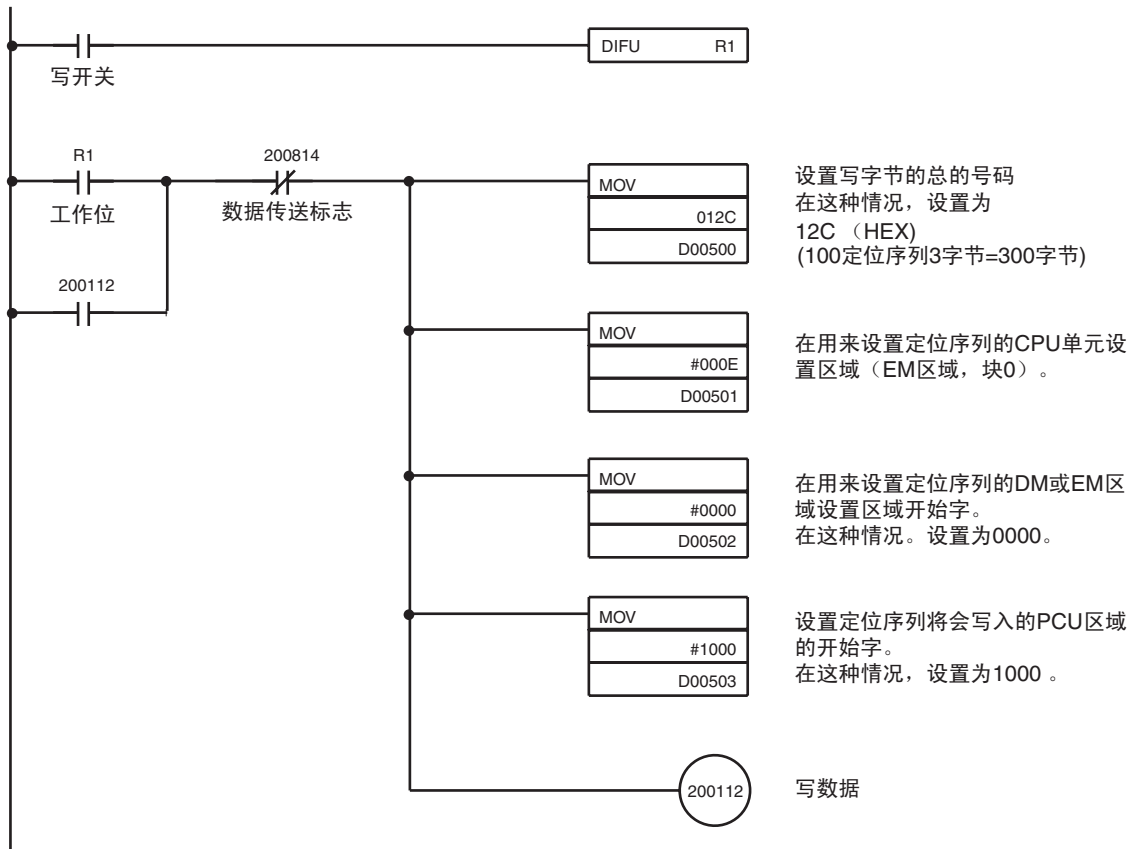 DIFU R1
写开关
R1
200814
工作位
数据传送标志
200112
MOV
012C
D00500
设置写字节的总的号码
在这种情况，设置为
12C （HEX)
(100定位序列3字节=300字节)
MOV
#000E
D00501
在用来设置定位序列的CPU单元设
置区域（EM区域，块0）。
MOV
#0000
D00502
在用来设置定位序列的DM或EM区
域设置区域开始字。
在这种情况。设置为0000。
MOV
#1000
D00503
设置定位序列将会写入的PCU区域
的开始字。
在这种情况，设置为1000 。
200112
写数据